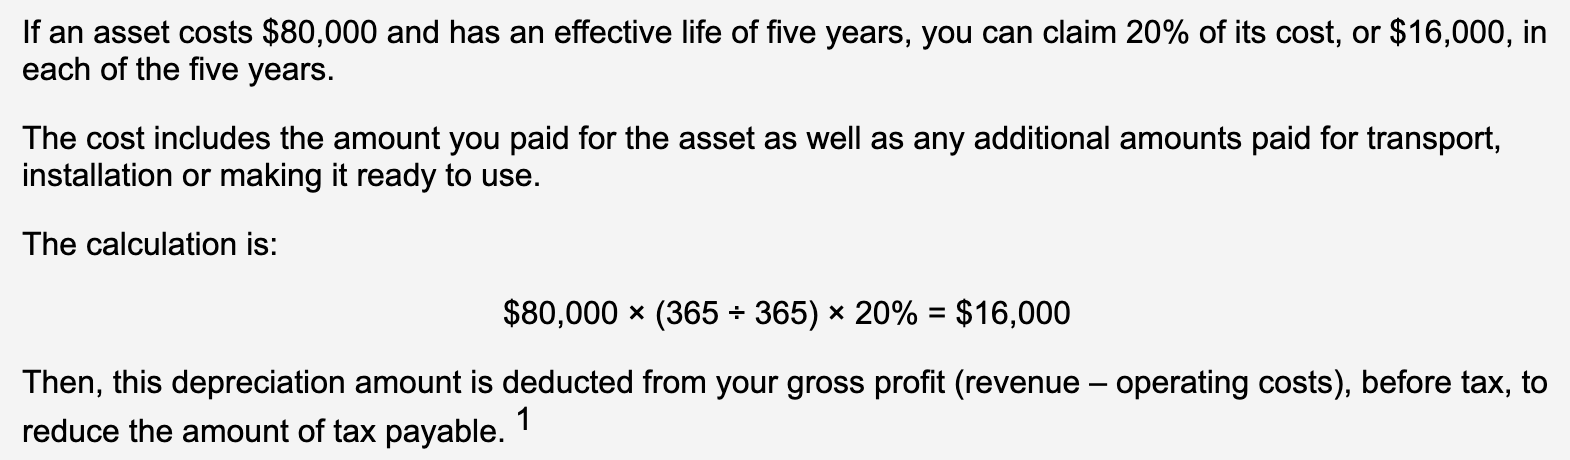 If an asset costs $80,000 and has an effective life of five years, you can claim 20% of its cost, or $16,000, in
each of the five years.
The cost includes the amount you paid for the asset as well as any additional amounts paid for transport,
installation or making it ready to use.
The calculation is:
$80,000 × (365 ÷ 365) × 20% = $16,000
Then, this depreciation amount is deducted from your gross profit (revenue – operating costs), before tax, to
reduce the amount of tax payable. 1